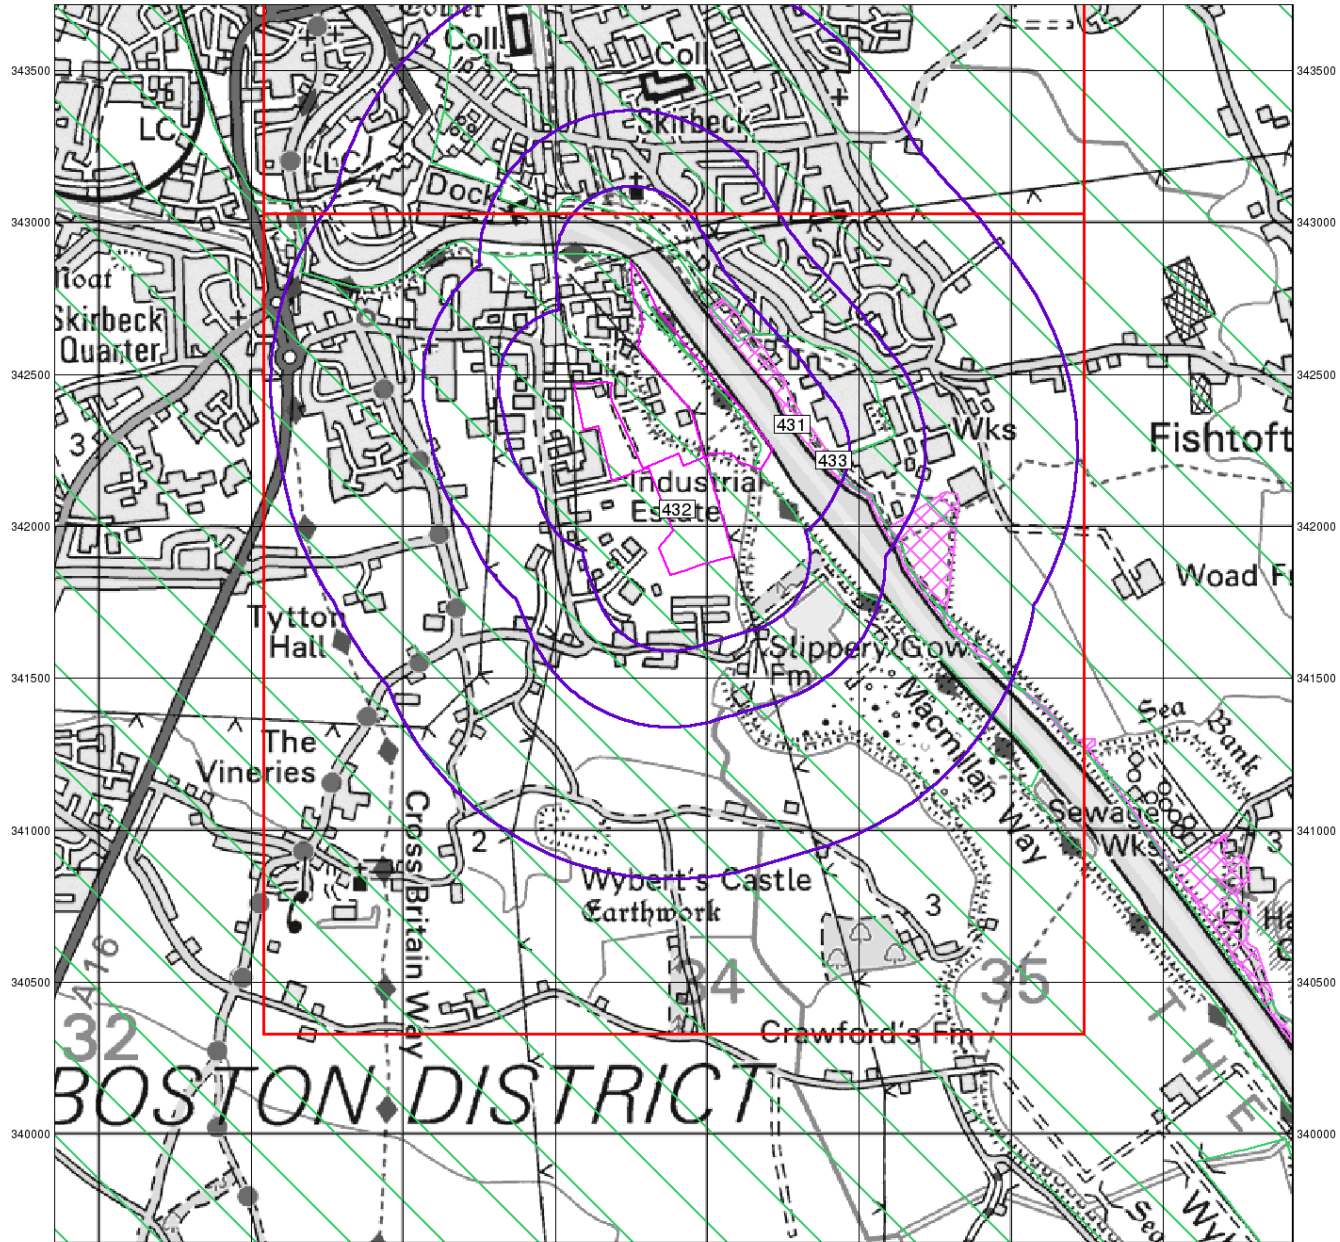 Coll
Coll
343500
343500
Skirbeck
LC
LC
Dock
343000
343000
Skirbeck
Quarter
342500
342500
431
Wks
Fishtoft
3
433
Industrial
Estate
432
342000
342000
Woad
Tytton
Hall
Slippery Gow
Fm
341500
341500
Macmillan Way
Sea Bank
The
Vineries
Cross Britain Way
341000
341000
2
Sewage
Wks
3
Wybert's Castle
Earthwork
3
A16
340500
340500
34
35
32
Crawford's Fm
THE
BOSTON DISTRICT
340000
340000